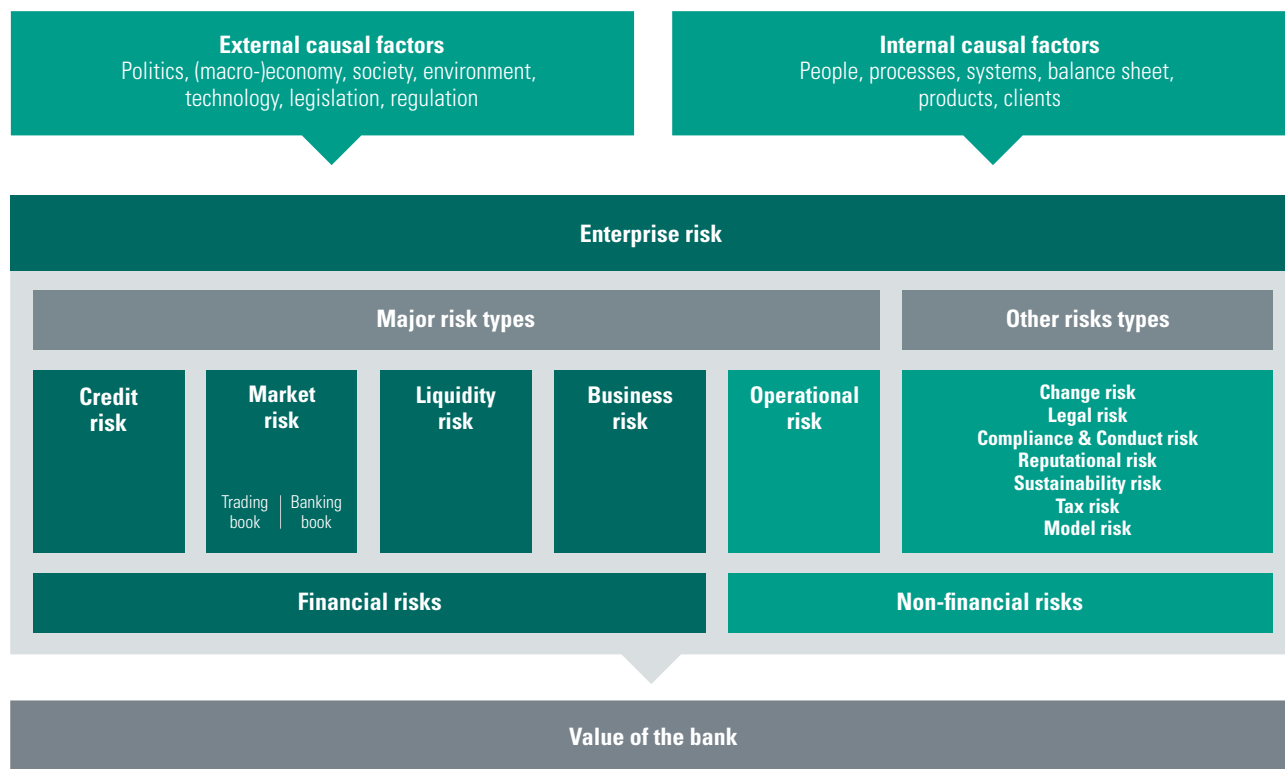 External causal factors
Politics, (macro-)economy, society, environment,
technology, legislation, regulation
Internal causal factors
People, processes, systems, balance sheet,
products, clients
Enterprise risk
Major risk types
Other risks types
Credit
risk
Market
risk
Trading
book
Banking
book
Liquidity
risk
Business
risk
Operational
risk
Change risk
Legal risk
Compliance & Conduct risk
Reputational risk
Sustainability risk
Tax risk
Model risk
Financial risks
Non-financial risks
Value of the bank